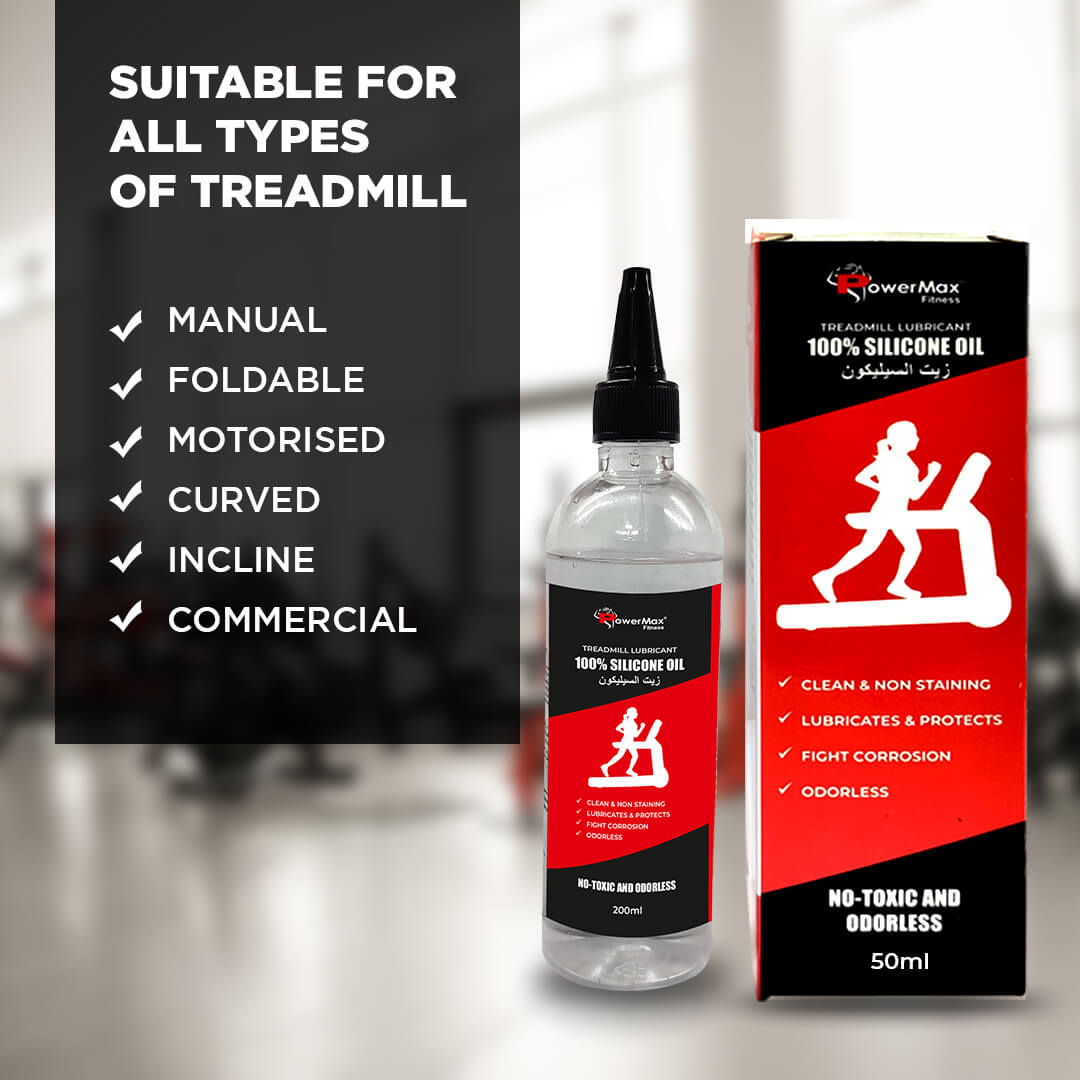 SUITABLE FOR
ALL TYPES
OF TREADMILL
MANUAL
FOLDABLE
MOTORISED
CURVED
INCLINE
COMMERCIAL
PowerMax
Fitness
TREADMILL LUBRICANT
100% SILICONE OIL
زيت السيليكون
CLEAN & NON STAINING
LUBRICATES & PROTECTS
FIGHT CORROSION
ODORLESS
NO-TOXIC AND ODORLESS
200ml
PowerMax
Fitness
TREADMILL LUBRICANT
100% SILICONE OIL
زيت السيليكون
CLEAN & NON STAINING
LUBRICATES & PROTECTS
FIGHT CORROSION
ODORLESS
NO-TOXIC AND
ODORLESS
50ml